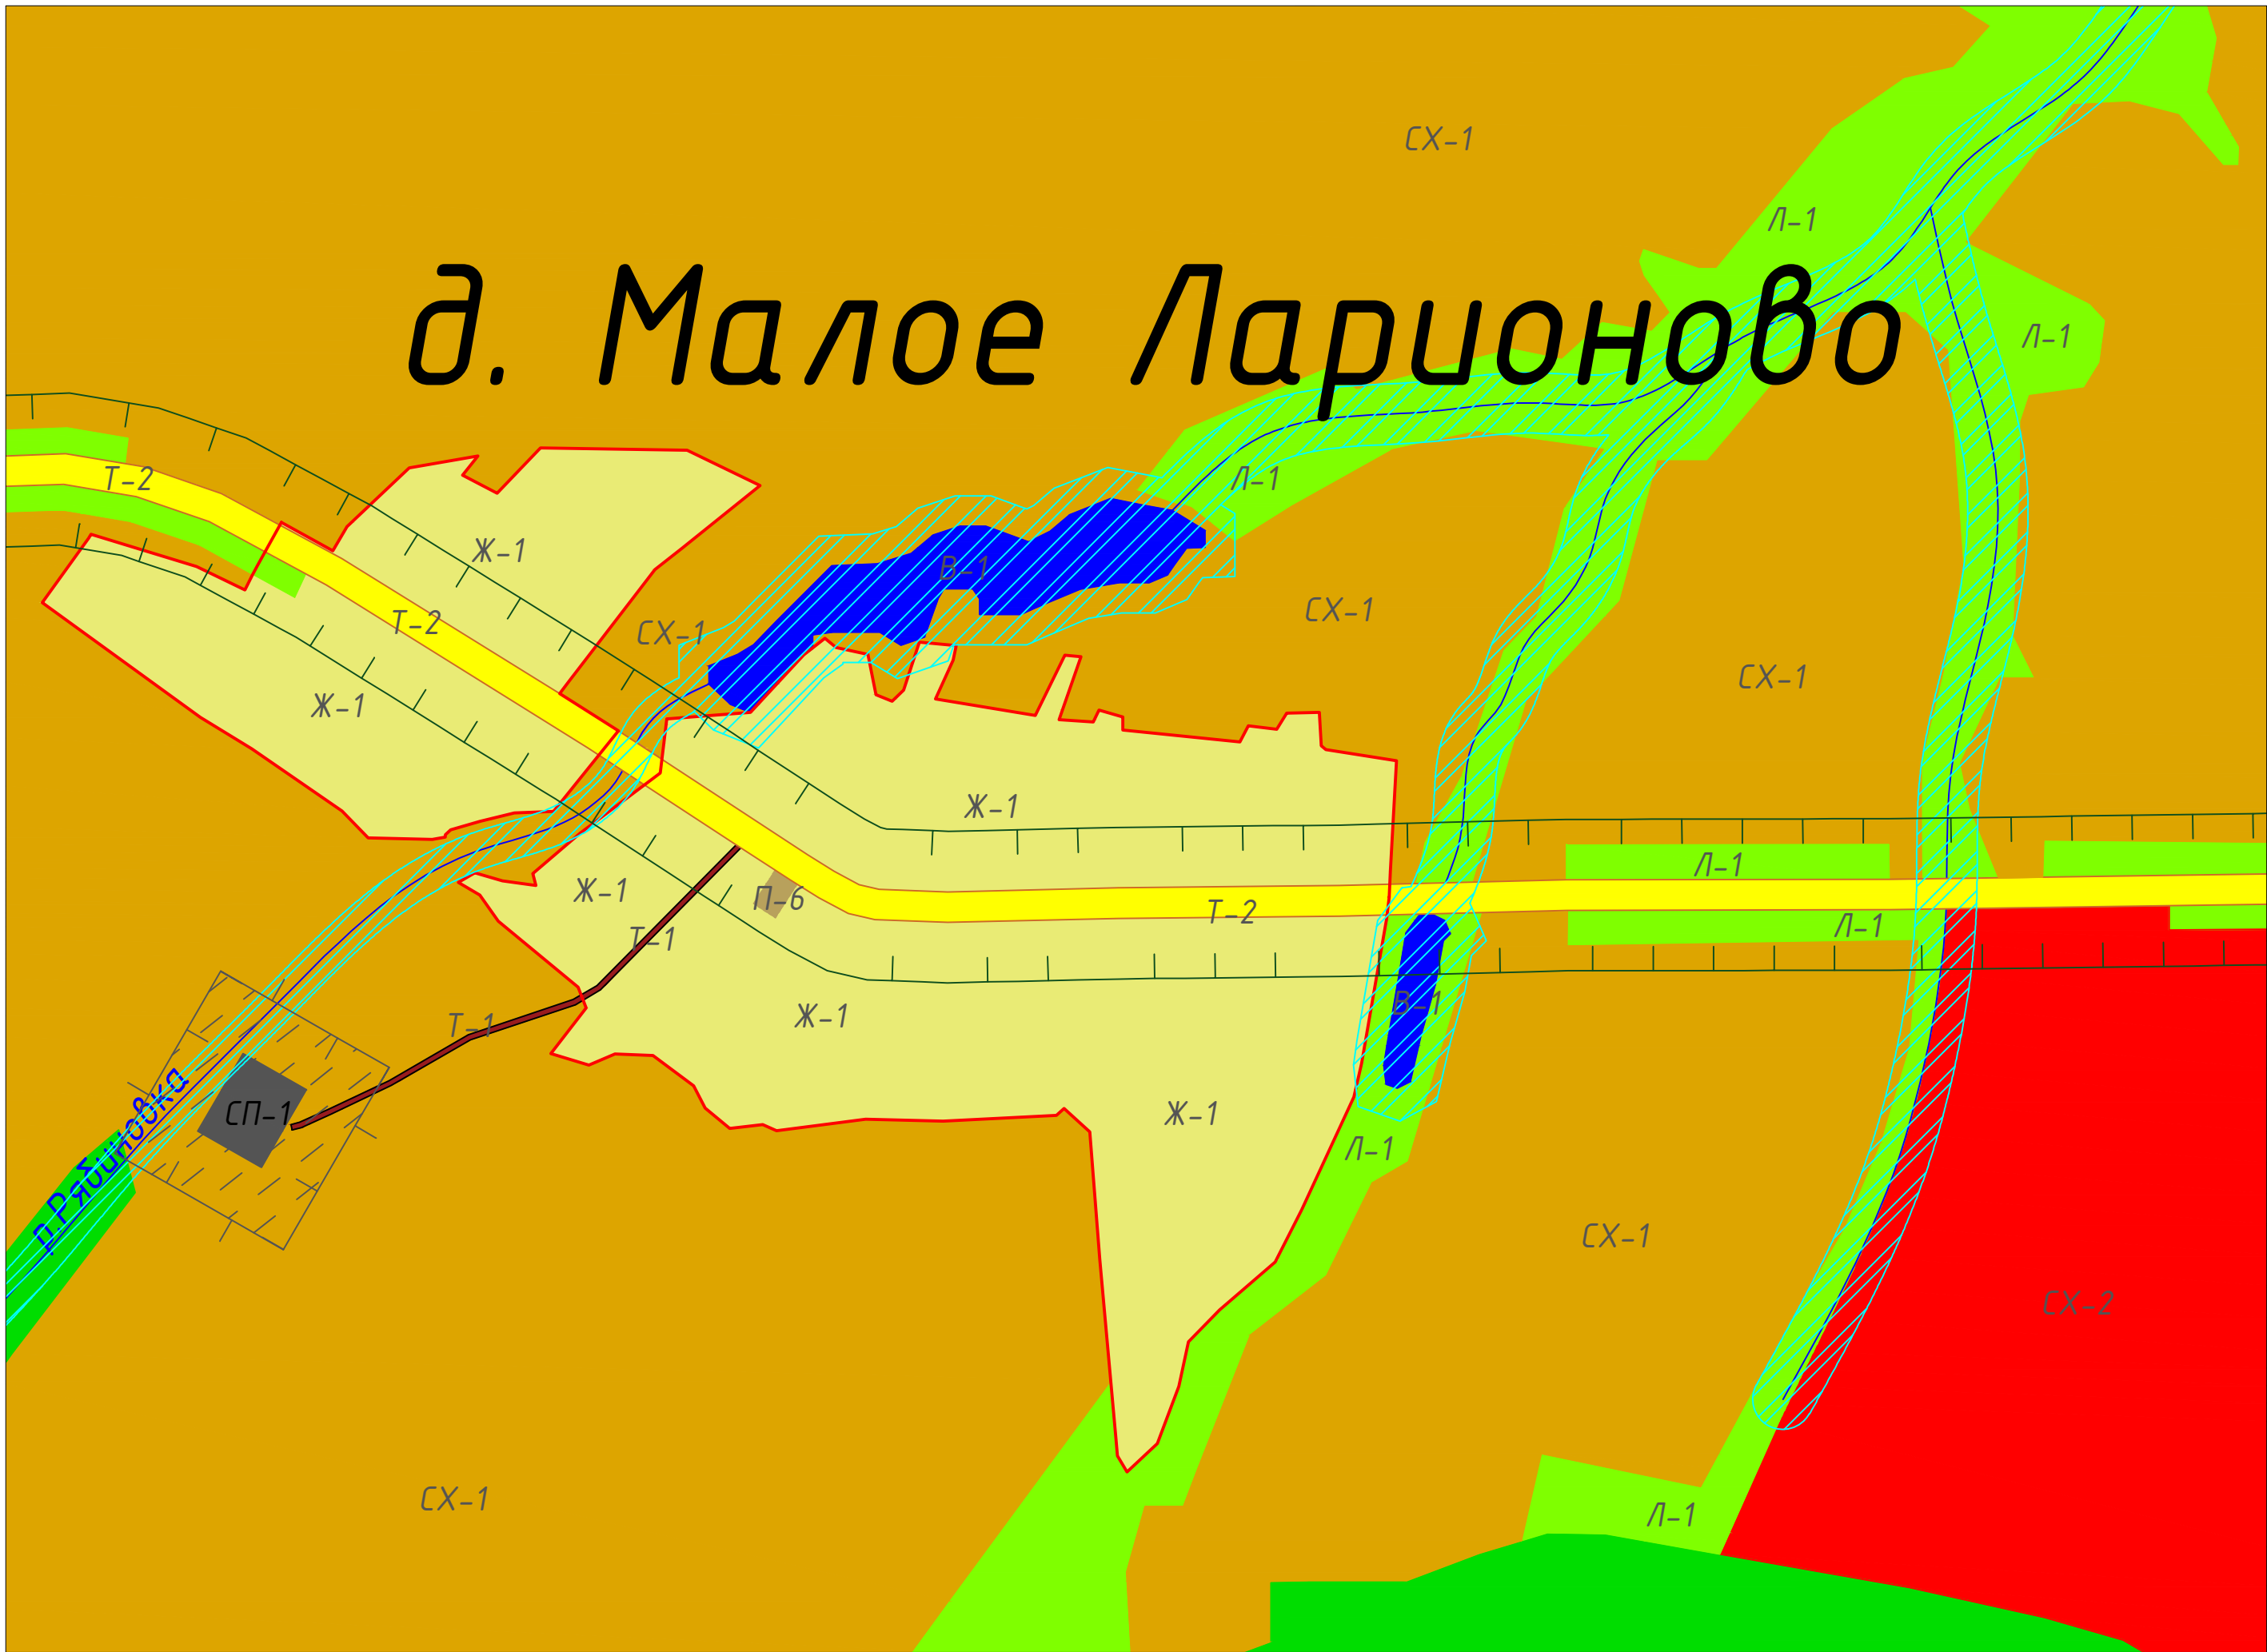 СХ-1
Л-1
д. Малое Ларионово
Л-1
Т-2
Л-1
Ж-1
В-1
Т-2
СХ-1
СХ-1
СХ-1
Ж-1
Ж-1
Л-1
Ж-1
П-6
Т-2
Л-1
Т-1
В-1
Т-1
Ж-1
СП-1
Ж-1
р.Рябиновка
Л-1
СХ-1
СХ-2
СХ-1
Л-1